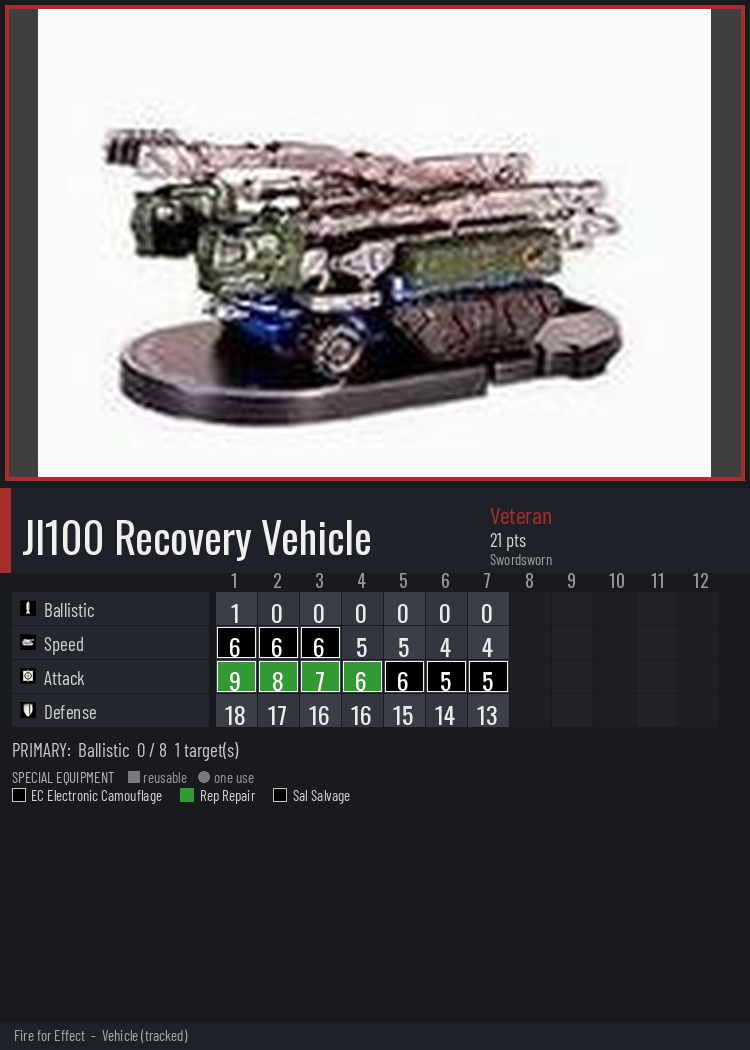 JI100 Recovery Vehicle
Veteran
21 pts
Swordsworn
1 2 3 4 5 6 7 8 9 10 11 12
Ballistic 1 0 0 0 0 0 0
Speed 6 6 6 5 5 4 4
Attack 9 8 7 6 6 5 5
Defense 18 17 16 16 15 14 13
PRIMARY: Ballistic 0 / 8 1 target(s)
SPECIAL EQUIPMENT reusable one use
EC Electronic Camouflage Rep Repair Sal Salvage
Fire for Effect - Vehicle (tracked)